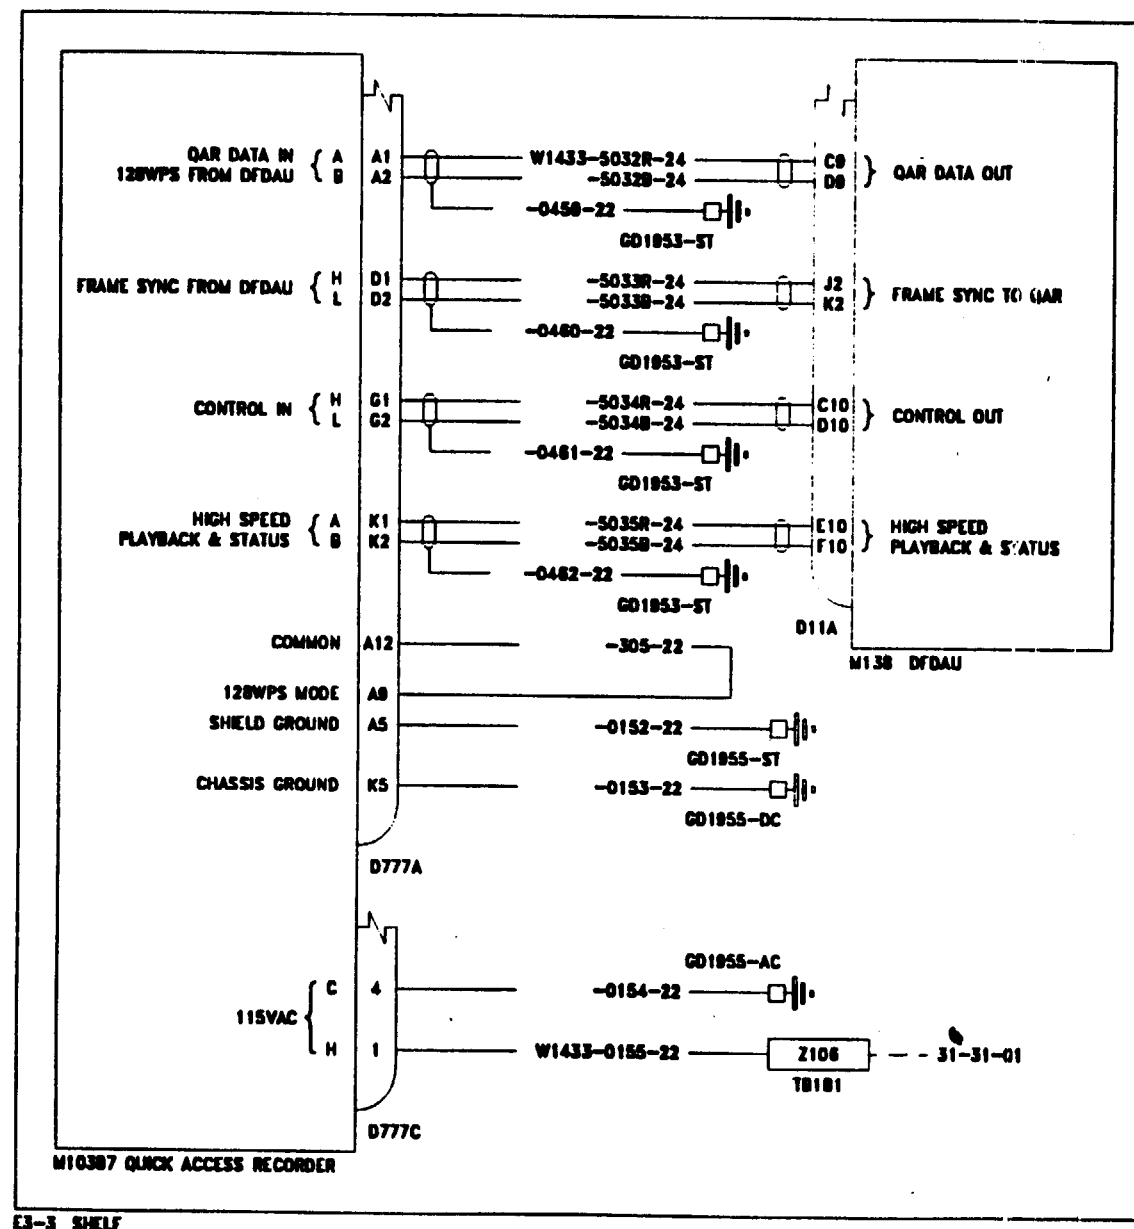 QAR DATA IN A A1 W1433-5032R-24 C9 QAR DATA OUT
128WPS FROM DFDAU B A2 -5032B-24 D9
-0459-22
GD1953-ST
FRAME SYNC FROM DFDAU H D1 -5033R-24 J2 FRAME SYNC TO QAR
L D2 -5033B-24 K2
-0460-22
GD1953-ST
CONTROL IN H G1 -5034R-24 C10 CONTROL OUT
L G2 -5034B-24 D10
-0461-22
GD1953-ST
HIGH SPEED A K1 -5035R-24 E10 HIGH SPEED
PLAYBACK & STATUS B K2 -5035B-24 F10 PLAYBACK & STATUS
-0462-22
GD1953-ST
D11A
COMMON A12 -305-22
M138 DFDAU
128WPS MODE A9
SHIELD GROUND A5 -0152-22
GD1955-ST
CHASSIS GROUND K5 -0153-22
GD1955-DC
D777A
GD1955-AC
C 4 -0154-22
115VAC
H 1 W1433-0155-22 Z106 31-31-01
TB181
D777C
M10387 QUICK ACCESS RECORDER
E3-3 SHELF